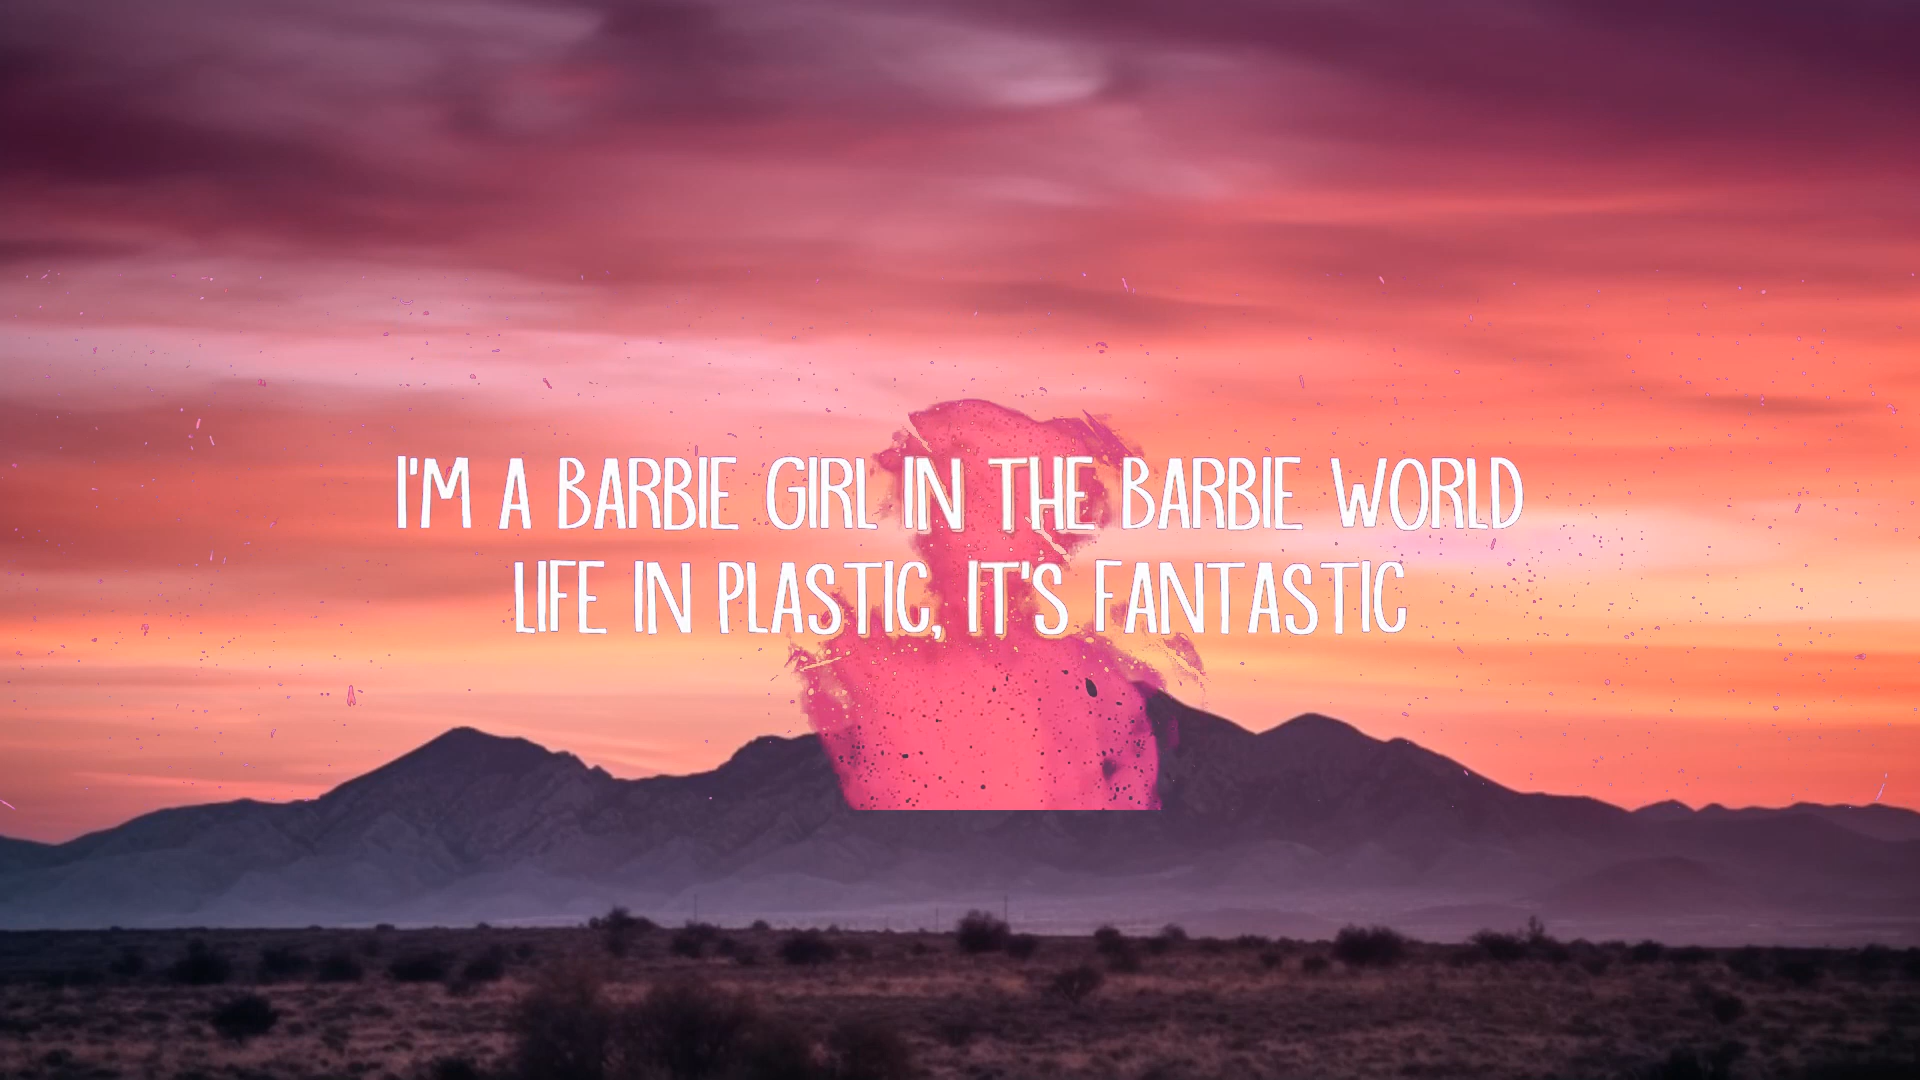 I'M A BARBIE GIRL IN THE BARBIE WORLD
LIFE IN PLASTIC, IT'S FANTASTIC